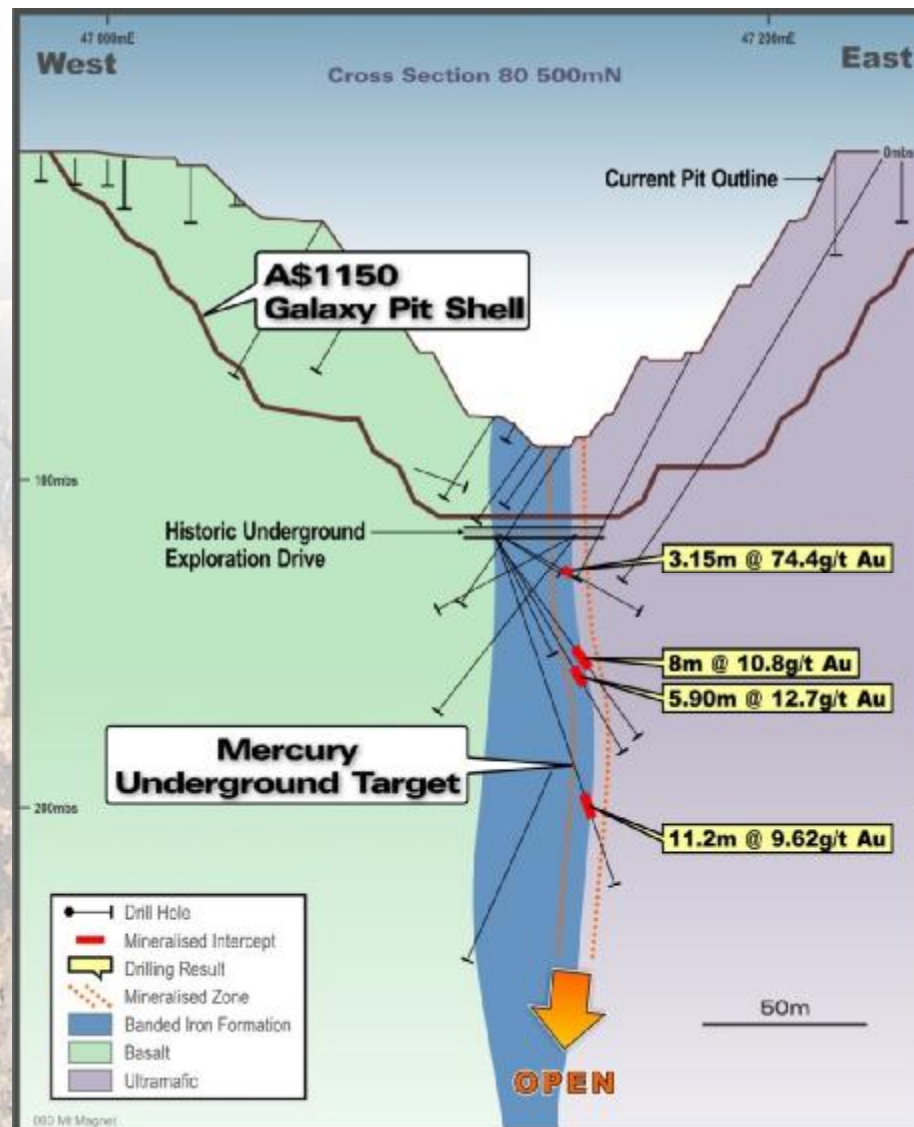 47 000mE
47 200mE
West
East
Cross Section 80 500mN
0mbs
Current Pit Outline
A$1150
Galaxy Pit Shell
100mbs
Historic Underground
Exploration Drive
3.15m @ 74.4g/t Au
8m @ 10.8g/t Au
5.90m @ 12.7g/t Au
Mercury
Underground Target
200mbs
11.2m @ 9.62g/t Au
Drill Hole
Mineralised Intercept
Drilling Result
Mineralised Zone
Banded Iron Formation
Basalt
Ultramafic
50m
OPEN
Mt Magnet